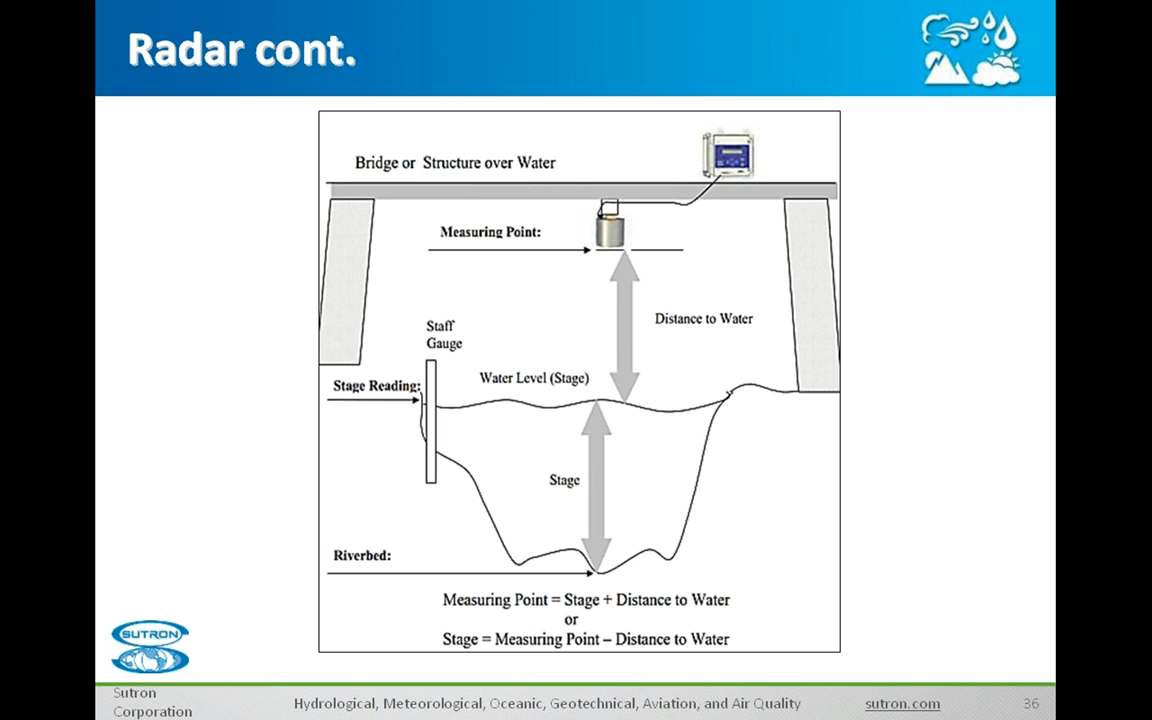 Radar cont.
Bridge or Structure over Water
Measuring Point:
Distance to Water
Staff
Gauge
Water Level (Stage)
Stage Reading:
Stage
Riverbed:
Measuring Point = Stage + Distance to Water
or
Stage = Measuring Point – Distance to Water
SUTRON
Sutron
Corporation
Hydrological, Meteorological, Oceanic, Geotechnical, Aviation, and Air Quality
sutron.com
36